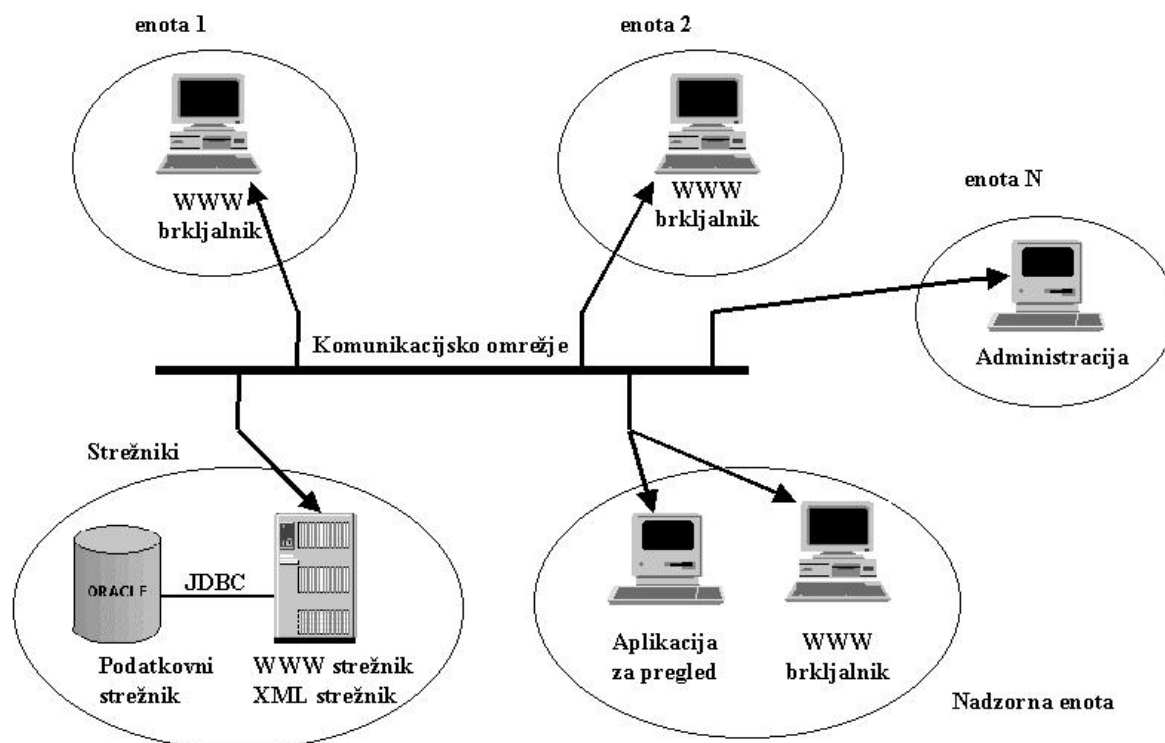 enota 1
enota 2
WWW
brkljalnik
WWW
brkljalnik
enota N
Administracija
Komunikacijsko omrežje
Strežniki
ORACLE
JDBC
Podatkovni
strežnik
WWW strežnik
XML strežnik
Aplikacija
za pregled
WWW
brkljalnik
Nadzorna enota